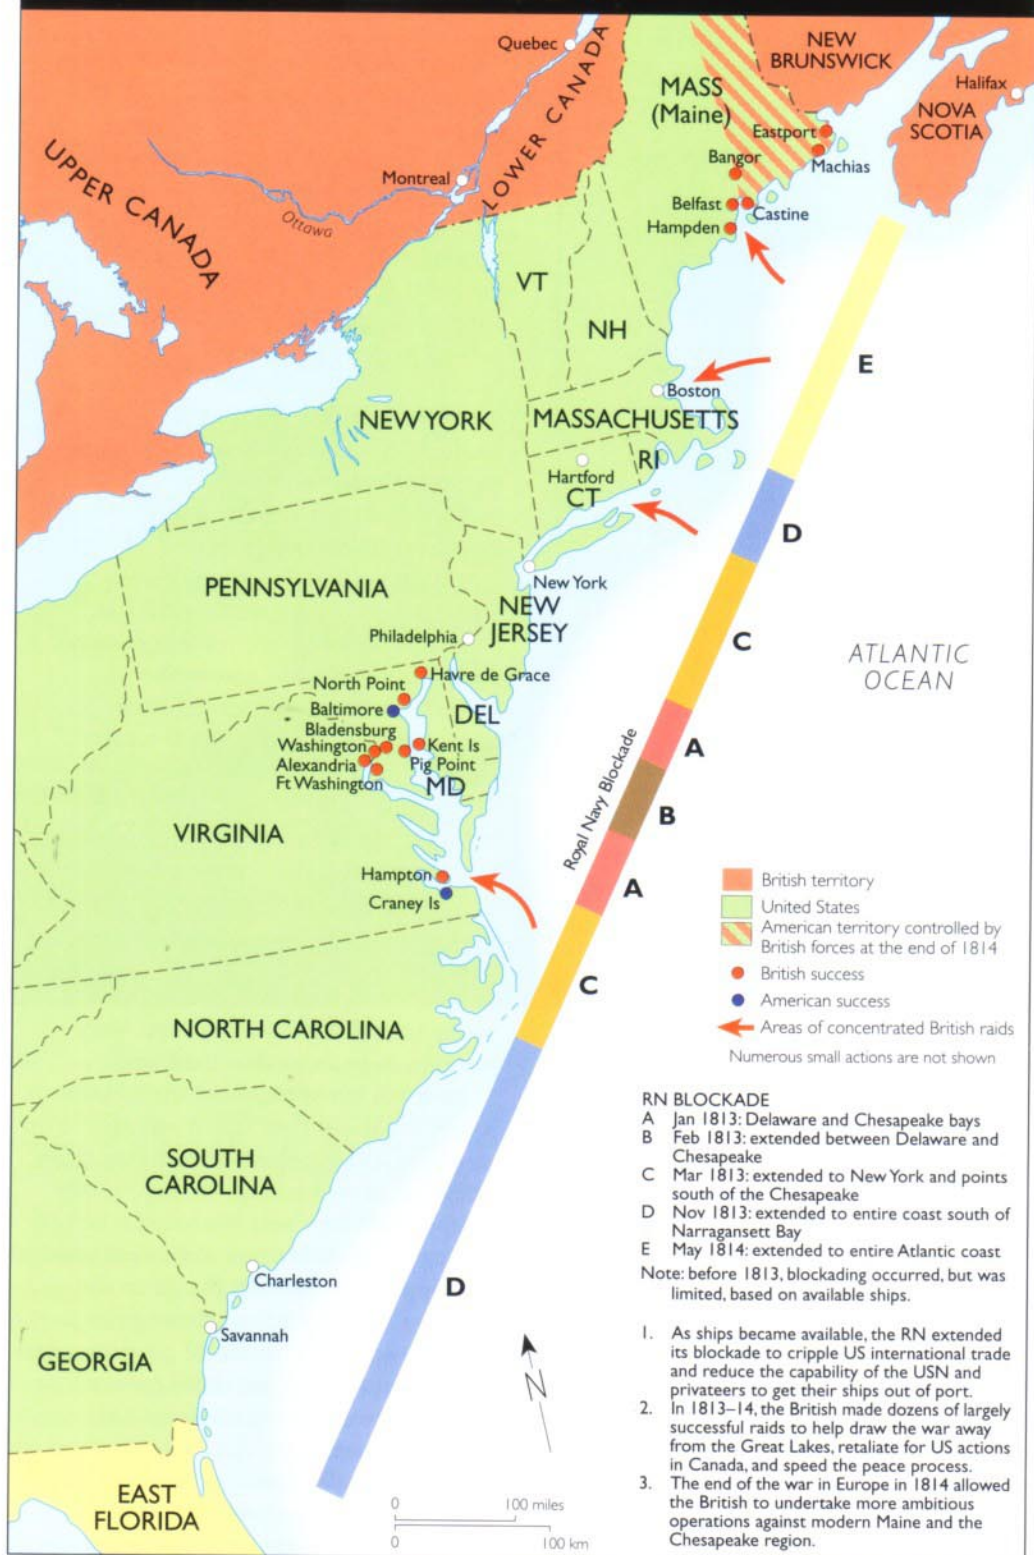 Quebec
LOWER CANADA
MASS
(Maine)
NEW
BRUNSWICK
Halifax
NOVA
SCOTIA
UPPER CANADA
Eastport
Machias
Bangor
Montreal
Ottawa
Belfast
Castine
Hampden
VT
NH
E
Boston
NEW YORK
MASSACHUSETTS
RI
Hartford
CT
D
New York
PENNSYLVANIA
NEW
JERSEY
C
Philadelphia
ATLANTIC
OCEAN
Havre de Grace
North Point
Baltimore
DEL
Bladensburg
Washington
Kent Is
Alexandria
Pig Point
Ft Washington
MD
Royal Navy Blockade
A
B
VIRGINIA
Hampton
Craney Is
A
C
British territory
United States
American territory controlled by
British forces at the end of 1814
British success
American success
Areas of concentrated British raids
Numerous small actions are not shown
NORTH CAROLINA
SOUTH
CAROLINA
Charleston
Savannah
GEORGIA
D
N
EAST
FLORIDA
0 100 miles
0 100 km
RN BLOCKADE
A Jan 1813: Delaware and Chesapeake bays
B Feb 1813: extended between Delaware and
Chesapeake
C Mar 1813: extended to New York and points
south of the Chesapeake
D Nov 1813: extended to entire coast south of
Narragansett Bay
E May 1814: extended to entire Atlantic coast
Note: before 1813, blockading occurred, but was
limited, based on available ships.
1. As ships became available, the RN extended
its blockade to cripple US international trade
and reduce the capability of the USN and
privateers to get their ships out of port.
2. In 1813–14, the British made dozens of largely
successful raids to help draw the war away
from the Great Lakes, retaliate for US actions
in Canada, and speed the peace process.
3. The end of the war in Europe in 1814 allowed
the British to undertake more ambitious
operations against modern Maine and the
Chesapeake region.